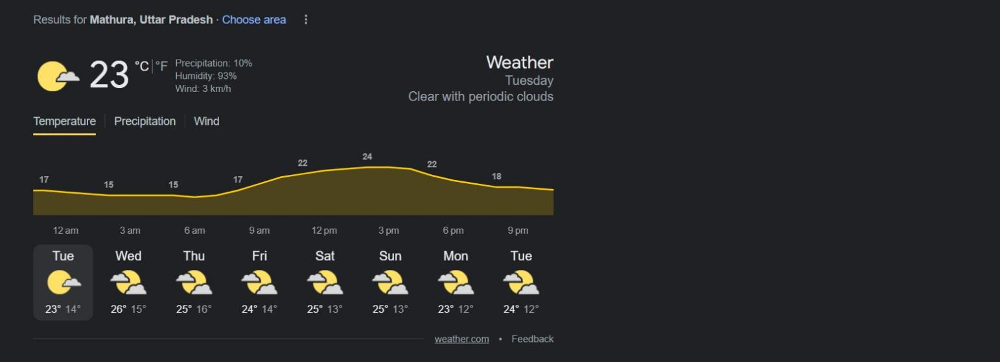 Results for Mathura, Uttar Pradesh · Choose area
23 °C | °F
Precipitation: 10%
Humidity: 93%
Wind: 3 km/h
Weather
Tuesday
Clear with periodic clouds
Temperature | Precipitation | Wind
17 15 15 17 22 24 22 18
12 am 3 am 6 am 9 am 12 pm 3 pm 6 pm 9 pm
Tue Wed Thu Fri Sat Sun Mon Tue
23° 14° 26° 15° 25° 16° 24° 14° 25° 13° 25° 13° 23° 12° 24° 12°
weather.com • Feedback